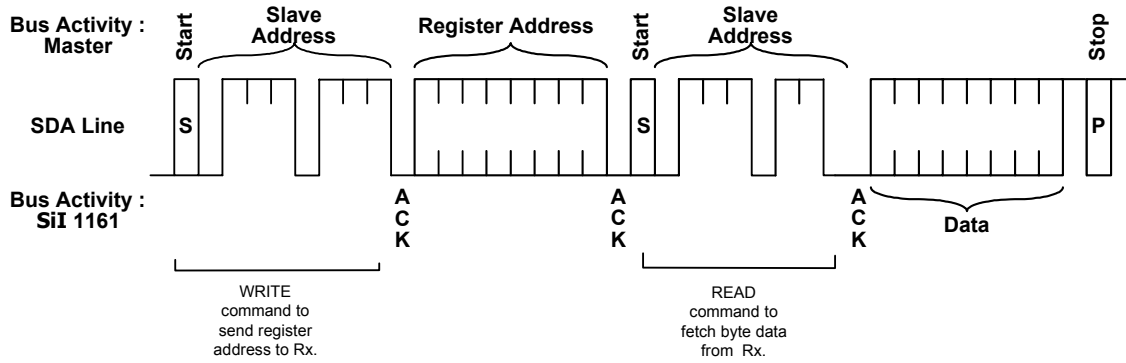 Bus Activity :
Master
Start
Slave
Address
Register Address
Start
Slave
Address
Stop
SDA Line
S
S
P
Bus Activity :
SiI 1161
A
C
K
A
C
K
A
C
K
Data
WRITE
command to
send register
address to Rx.
READ
command to
fetch byte data
from Rx.